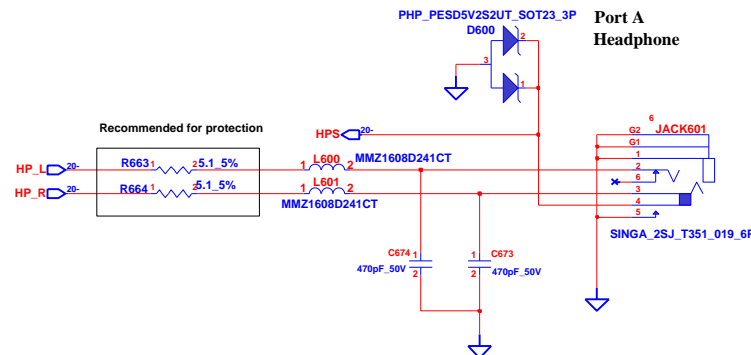 PHP_PESD5V2S2UT_SOT23_3P
D600
Port A
Headphone
2
3
1
6
Recommended for protection
HPS
20-
G2
JACK601
G1
HP_L
20-
R663
1
2
5.1_5%
1
L600
2
1
2
MMZ1608D241CT
6
HP_R
20-
R664
1
2
5.1_5%
1
L601
2
3
4
MMZ1608D241CT
5
SINGA_2SJ_T351_019_6P
C674
1
2
470pF_50V
C673
1
2
470pF_50V